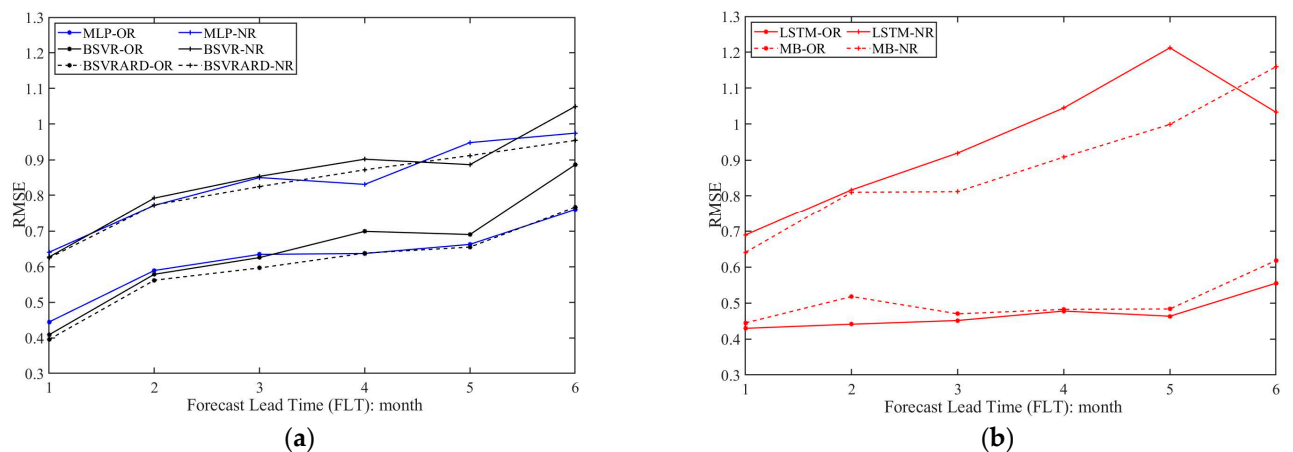 1.3
1.2
1.1
1
0.9
0.8
0.7
0.6
0.5
0.4
0.3
RMSE
MLP-OR MLP-NR
BSVR-OR BSVR-NR
BSVRARD-OR BSVRARD-NR
1 2 3 4 5 6
Forecast Lead Time (FLT): month
(a)
1.3
1.2
1.1
1
0.9
0.8
0.7
0.6
0.5
0.4
0.3
RMSE
LSTM-OR LSTM-NR
MB-OR MB-NR
1 2 3 4 5 6
Forecast Lead Time (FLT): month
(b)